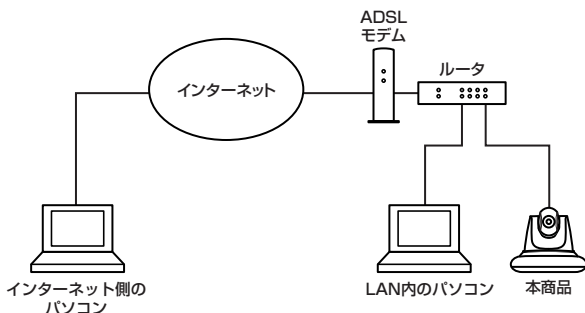 ADSL
モデム
ルータ
インターネット
インターネット側の
パソコン
LAN内のパソコン
本商品